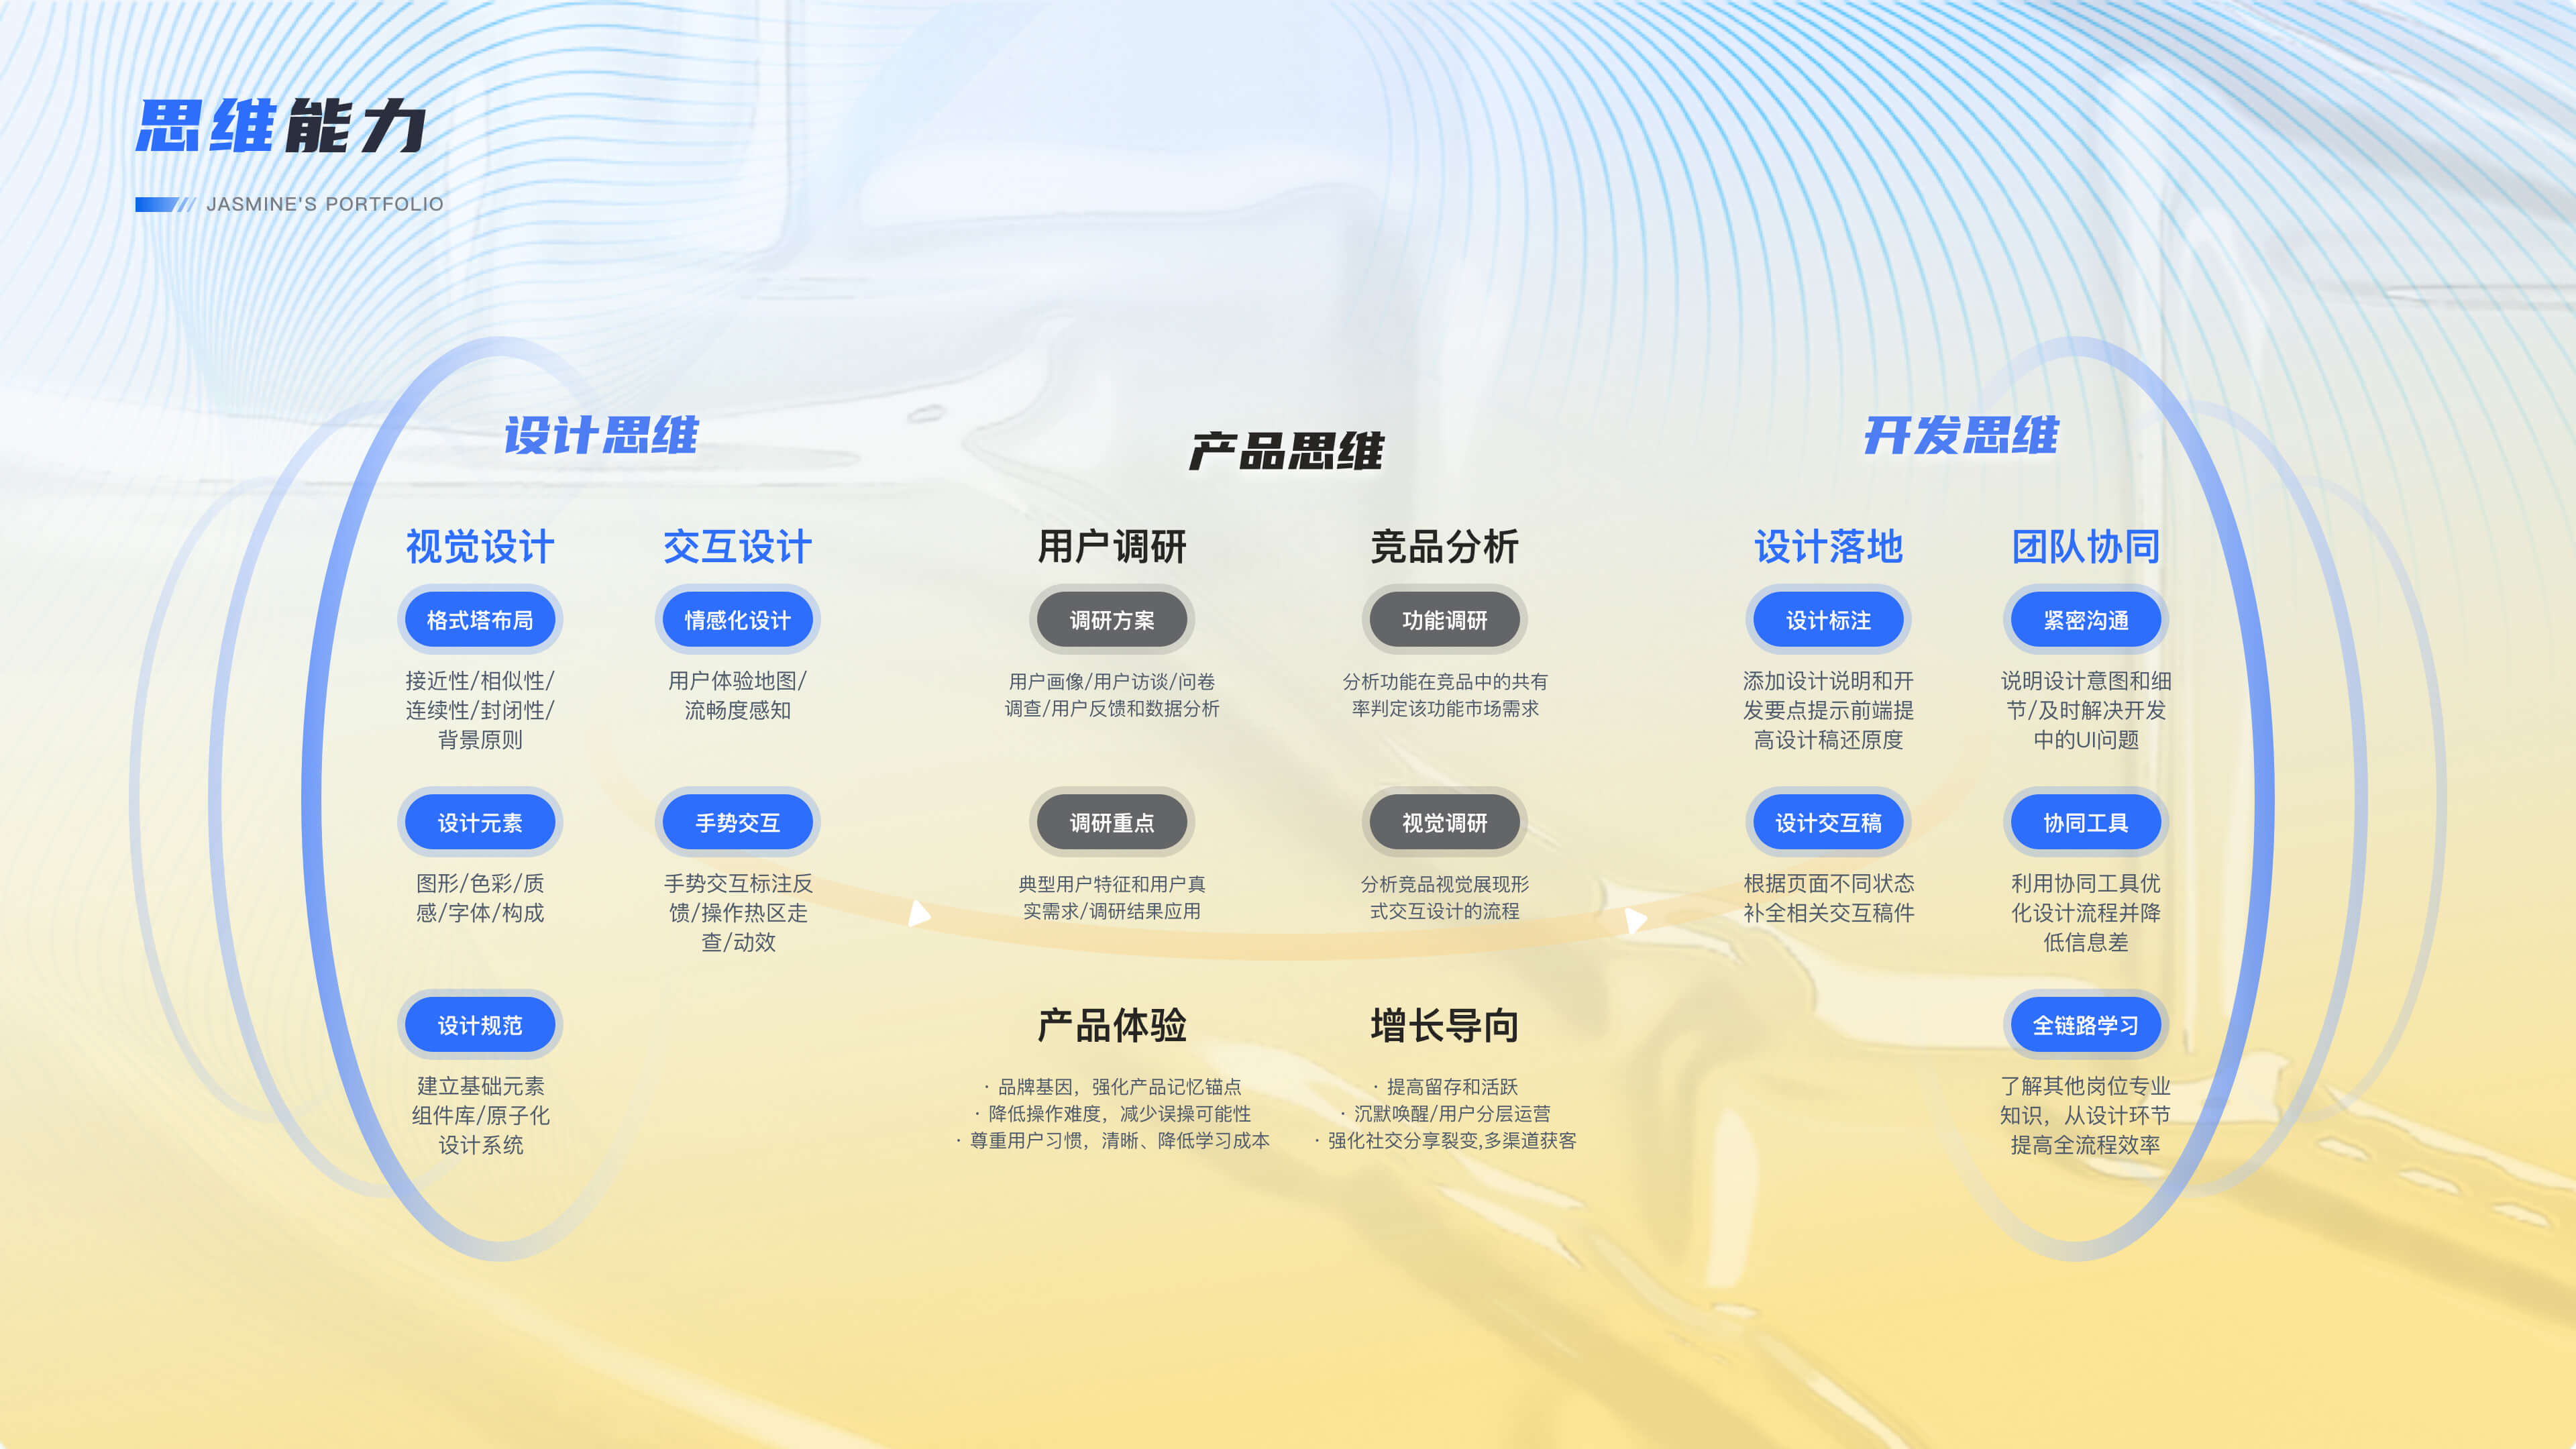 思维能力
JASMINE'S PORTFOLIO
设计思维
视觉设计
格式塔布局
接近性/相似性/
连续性/封闭性/
背景原则
设计元素
图形/色彩/质
感/字体/构成
设计规范
建立基础元素
组件库/原子化
设计系统
交互设计
情感化设计
用户体验地图/
流畅度感知
手势交互
手势交互标注反
馈/操作热区走
查/动效
产品思维
用户调研
调研方案
用户画像/用户访谈/问卷
调查/用户反馈和数据分析
调研重点
典型用户特征和用户真
实需求/调研结果应用
竞品分析
功能调研
分析功能在竞品中的共有
率判定该功能市场需求
视觉调研
分析竞品视觉展现形
式交互设计的流程
产品体验
· 品牌基因，强化产品记忆锚点
· 降低操作难度，减少误操可能性
· 尊重用户习惯，清晰、降低学习成本
增长导向
· 提高留存和活跃
· 沉默唤醒/用户分层运营
· 强化社交分享裂变,多渠道获客
开发思维
设计落地
设计标注
添加设计说明和开
发要点提示前端提
高设计稿还原度
设计交互稿
根据页面不同状态
补全相关交互稿件
团队协同
紧密沟通
说明设计意图和细
节/及时解决开发
中的UI问题
协同工具
利用协同工具优
化设计流程并降
低信息差
全链路学习
了解其他岗位专业
知识，从设计环节
提高全流程效率